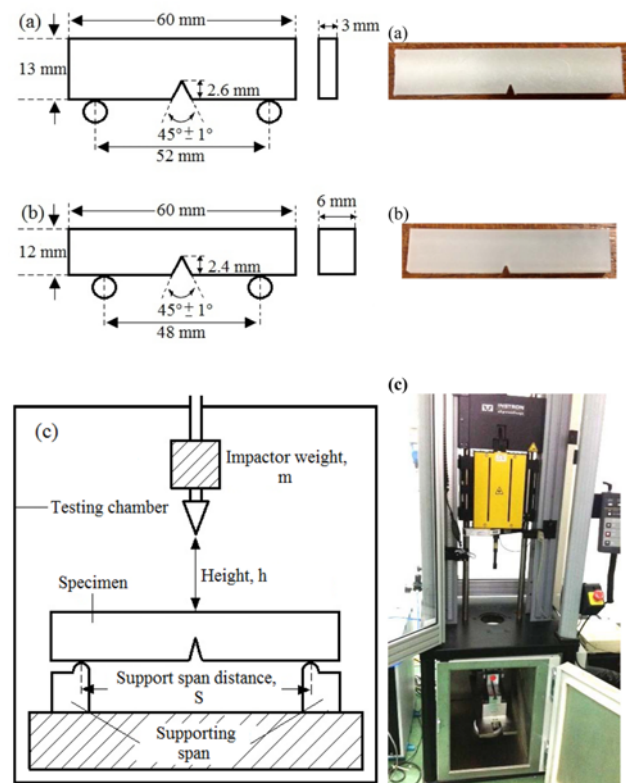 (a)
60 mm
3 mm
13 mm
2.6 mm
45° ± 1°
52 mm
(a)
(b)
60 mm
6 mm
12 mm
2.4 mm
45° ± 1°
48 mm
(b)
(c)
Impactor weight,
m
Testing chamber
Height, h
Specimen
Support span distance,
S
Supporting
span
(c)
INSTRON